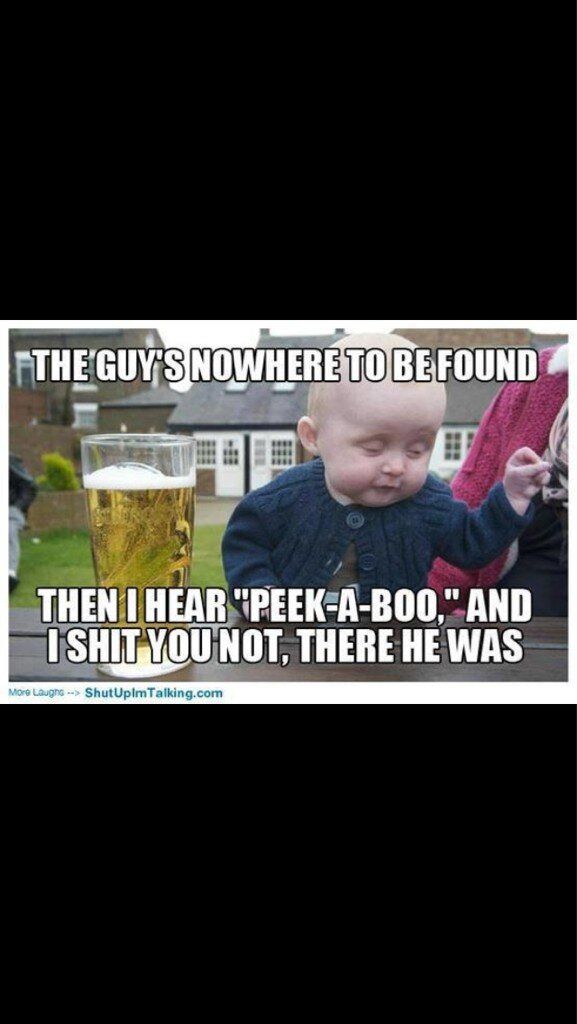 THE GUY'S NOWHERE TO BE FOUND
THEN I HEAR "PEEK-A-BOO," AND
I SHIT YOU NOT, THERE HE WAS
More Laughs --> ShutUpImTalking.com